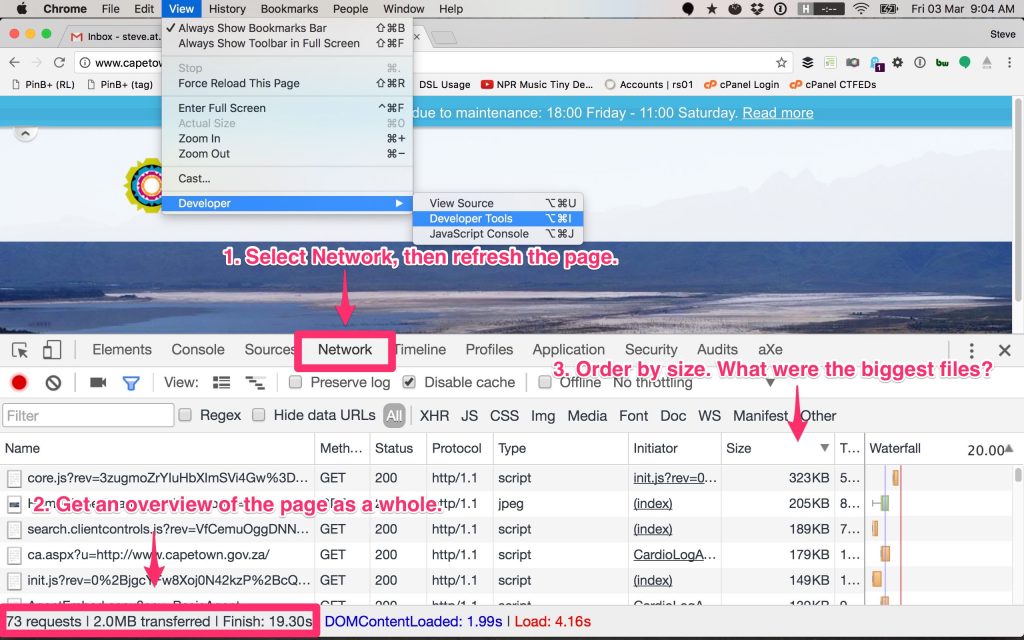 Chrome File Edit View History Bookmarks People Window Help Fri 03 Mar 9:04 AM
Inbox - steve.at. Steve
www.capeto
PinB+ (RL) PinB+ (tag) DSL Usage NPR Music Tiny De... Accounts | rs01 cPanel Login cPanel CTFEDs
✓ Always Show Bookmarks Bar ⇧⌘B
Always Show Toolbar in Full Screen ⇧⌘F
Stop ⌘.
Force Reload This Page ⇧⌘R
Enter Full Screen ^⌘F
Actual Size ⌘0
Zoom In ⌘+
Zoom Out ⌘−
Cast...
Developer ▶
due to maintenance: 18:00 Friday - 11:00 Saturday. Read more
View Source ⌥⌘U
Developer Tools ⌥⌘I
JavaScript Console ⌥⌘J
1. Select Network, then refresh the page.
Elements Console Sources Network Timeline Profiles Application Security Audits aXe
3. Order by size. What were the biggest files?
View: Preserve log Disable cache Offline No throttling
Filter Regex Hide data URLs All XHR JS CSS Img Media Font Doc WS Manifest Other
Name Meth... Status Protocol Type Initiator Size T... Waterfall 20.00
core.js?rev=3zugmoZrYIuHbXImSVi4Gw%3D... GET 200 http/1.1 script init.js?rev=0... 323KB 5...
200 http/1.1 jpeg (index) 205KB 8...
2. Get an overview of the page as a whole.
search.clientcontrols.js?rev=VfCemuOggDNN... GET 200 http/1.1 script (index) 189KB 7...
ca.aspx?u=http://www.capetown.gov.za/ GET 200 http/1.1 script CardioLogA... 179KB 1...
init.js?rev=0%2BjgcYFw8Xoj0N42kzP%2BcQ... GET 200 http/1.1 script (index) 149KB 1...
73 requests | 2.0MB transferred | Finish: 19.30s | DOMContentLoaded: 1.99s | Load: 4.16s